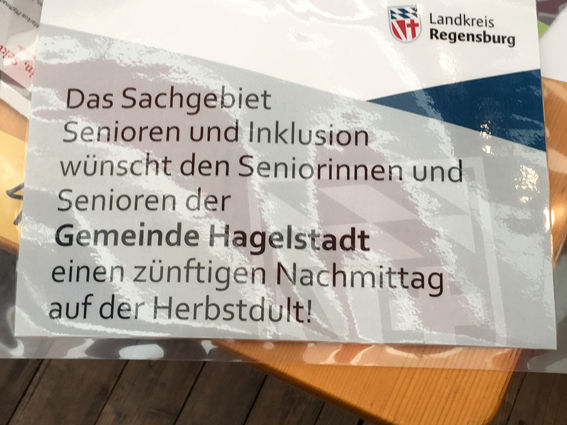 Landkreis
Regensburg
Das Sachgebiet
Senioren und Inklusion
wünscht den Seniorinnen und
Senioren der
Gemeinde Hagelstadt
einen zünftigen Nachmittag
auf der Herbstdult!